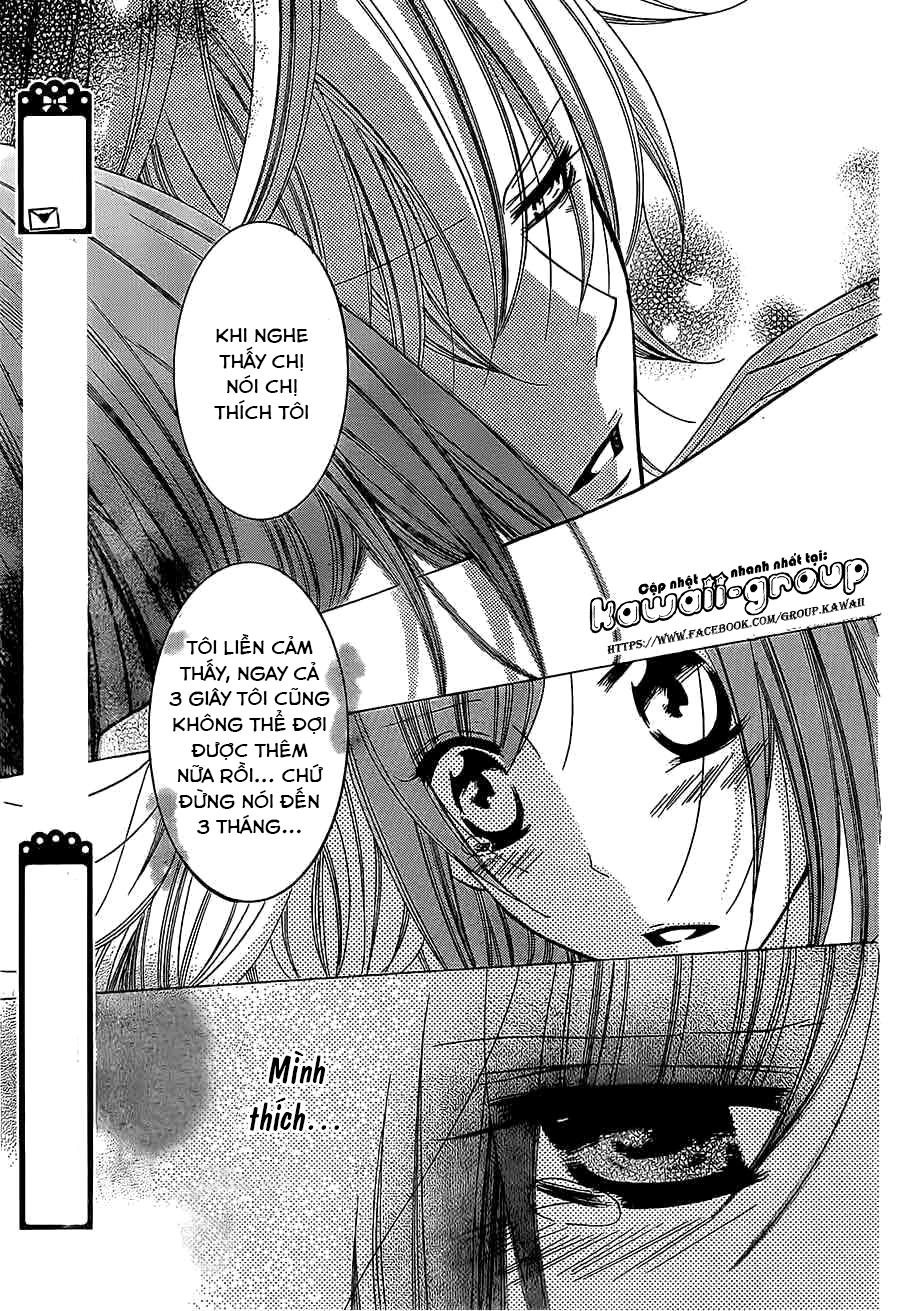 KHI NGHE
THẤY CHỊ
NÓI CHỊ
THÍCH TÔI
Cập nhật nhanh nhất tại:
kawaii-group
HTTPS://WWW.FACEBOOK.COM/GROUP.KAWAII
TÔI LIỀN CẢM
THẤY, NGAY CẢ
3 GIÂY TÔI CŨNG
KHÔNG THỂ ĐỢI
ĐƯỢC THÊM
NỮA RỒI... CHỨ
ĐỪNG NÓI ĐẾN
3 THÁNG...
Mình
thích...